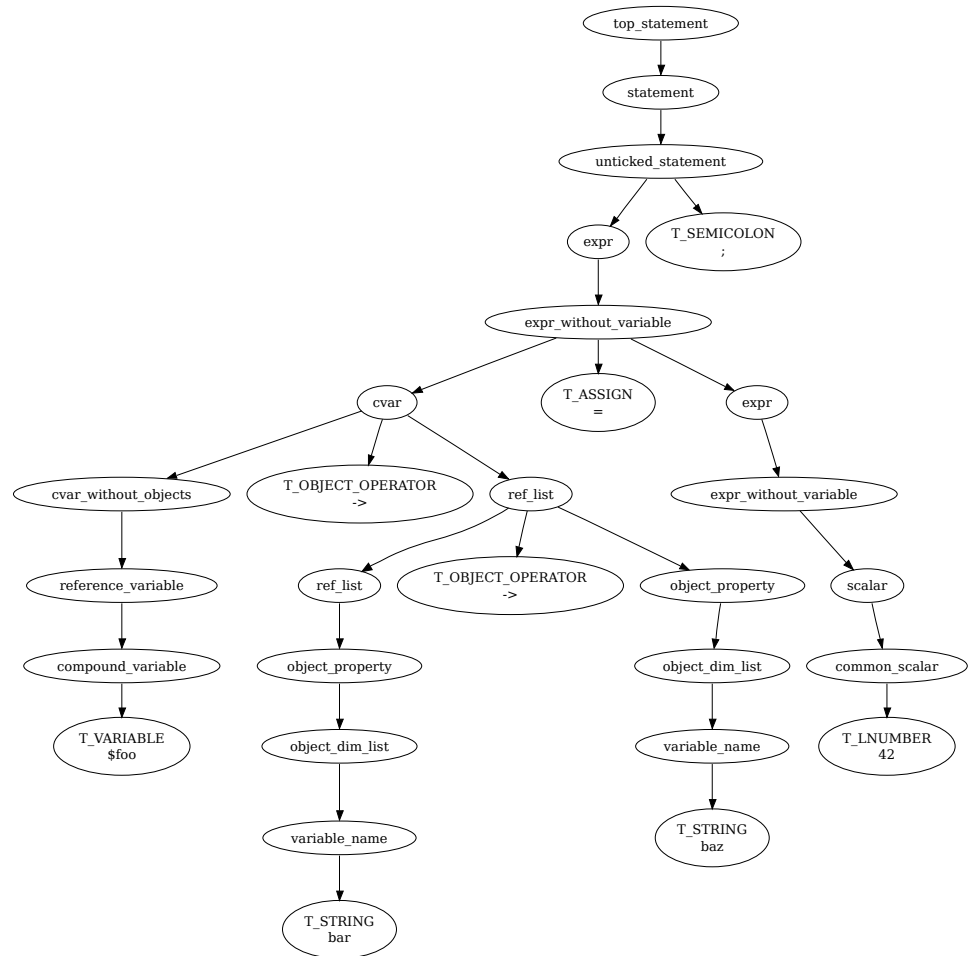 top_statement
statement
unticked_statement
expr
T_SEMICOLON
;
expr_without_variable
cvar
T_ASSIGN
=
expr
cvar_without_objects
T_OBJECT_OPERATOR
->
ref_list
expr_without_variable
reference_variable
ref_list
T_OBJECT_OPERATOR
->
object_property
scalar
compound_variable
object_property
object_dim_list
common_scalar
T_VARIABLE
$foo
object_dim_list
variable_name
T_LNUMBER
42
variable_name
T_STRING
baz
T_STRING
bar